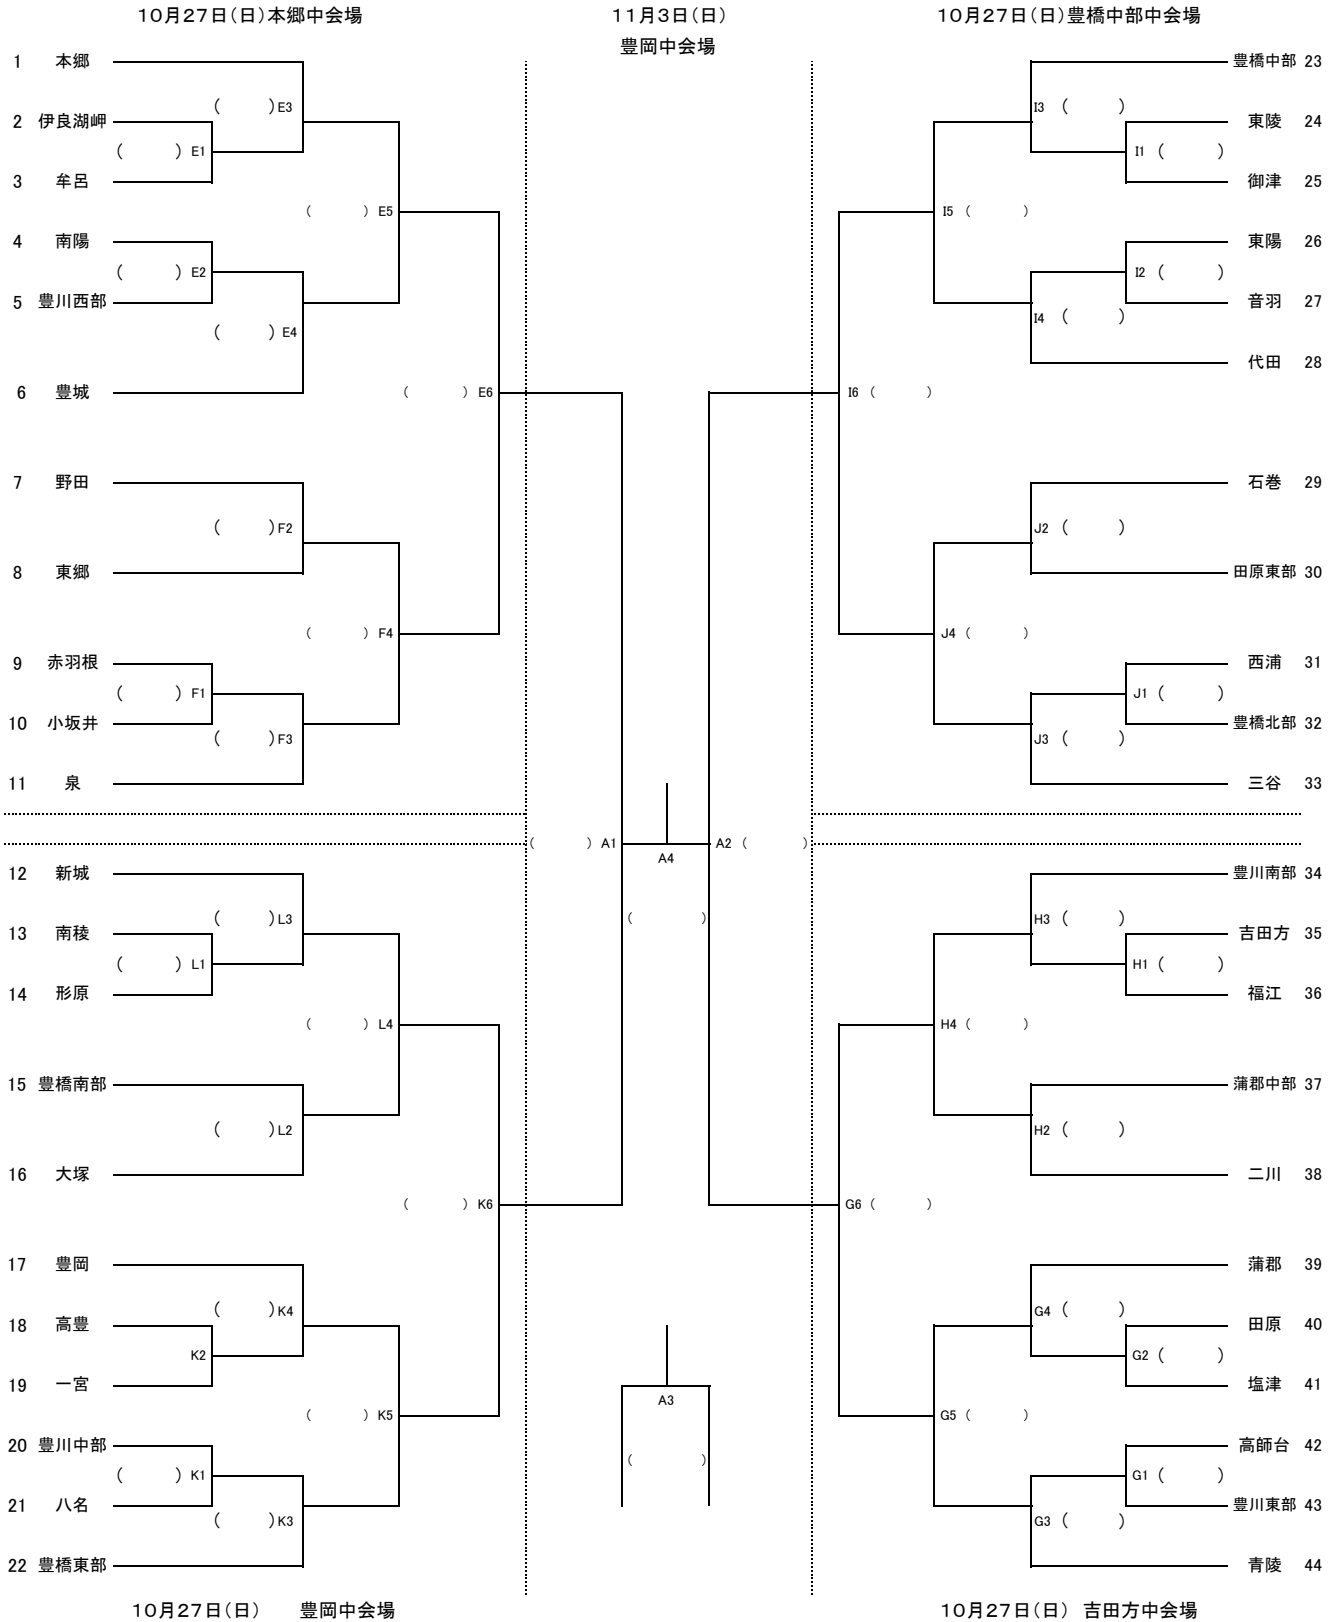 10月27日(日)本郷中会場
11月3日(日)
豊岡中会場
10月27日(日)豊橋中部中会場
1 本郷
( )E3
2 伊良湖岬
( ) E1
3 牟呂
( ) E5
4 南陽
( ) E2
5 豊川西部
( ) E4
6 豊城
( ) E6
7 野田
( )F2
8 東郷
( ) F4
9 赤羽根
( ) F1
10 小坂井
( )F3
11 泉
( ) A1
A4
( )
A2 ( )
12 新城
( )L3
13 南稜
( ) L1
14 形原
( ) L4
15 豊橋南部
( )L2
16 大塚
( ) K6
17 豊岡
( )K4
18 高豊
K2
19 一宮
( ) K5
20 豊川中部
( ) K1
21 八名
( )K3
22 豊橋東部
A3
( )
豊橋中部 23
I3 ( )
東陵 24
I1 ( )
御津 25
I5 ( )
東陽 26
I2 ( )
音羽 27
I4 ( )
代田 28
I6 ( )
石巻 29
J2 ( )
田原東部 30
J4 ( )
西浦 31
J1 ( )
豊橋北部 32
J3 ( )
三谷 33
豊川南部 34
H3 ( )
吉田方 35
H1 ( )
福江 36
H4 ( )
蒲郡中部 37
H2 ( )
二川 38
G6 ( )
蒲郡 39
G4 ( )
田原 40
G2 ( )
塩津 41
G5 ( )
高師台 42
G1 ( )
豊川東部 43
G3 ( )
青陵 44
10月27日(日) 豊岡中会場
10月27日(日) 吉田方中会場